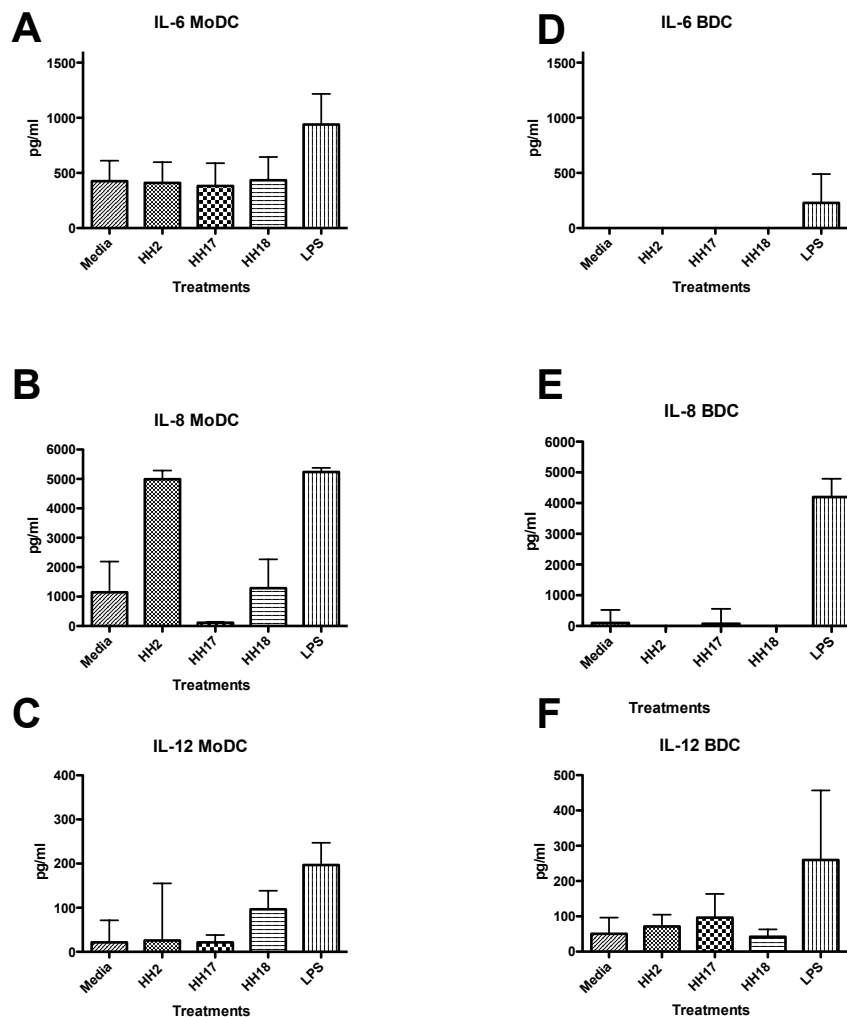 A
IL-6 MoDC
1500
1000
500
0
pg/ml
Media
HH2
HH17
HH18
LPS
Treatments
D
IL-6 BDC
1500
1000
500
0
pg/ml
Media
HH2
HH17
HH18
LPS
Treatments
B
IL-8 MoDC
6000
5000
4000
3000
2000
1000
0
pg/ml
Media
HH2
HH17
HH18
LPS
Treatments
E
IL-8 BDC
6000
5000
4000
3000
2000
1000
0
pg/ml
Media
HH2
HH17
HH18
LPS
Treatments
C
IL-12 MoDC
400
300
200
100
0
pg/ml
Media
HH2
HH17
HH18
LPS
Treatments
F
IL-12 BDC
500
400
300
200
100
0
pg/ml
Media
HH2
HH17
HH18
LPS
Treatments